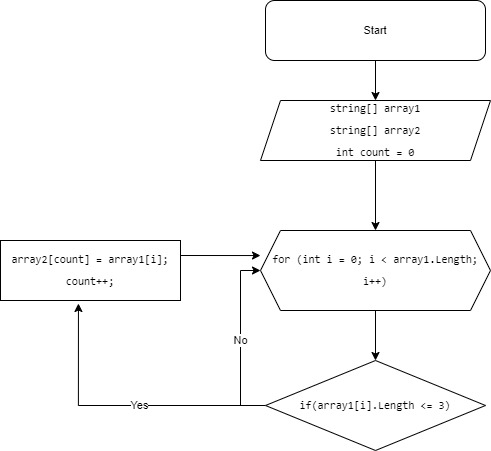 Start
string[] array1
string[] array2
int count = 0
array2[count] = array1[i];
count++;
for (int i = 0; i < array1.Length;
i++)
No
Yes
if(array1[i].Length <= 3)